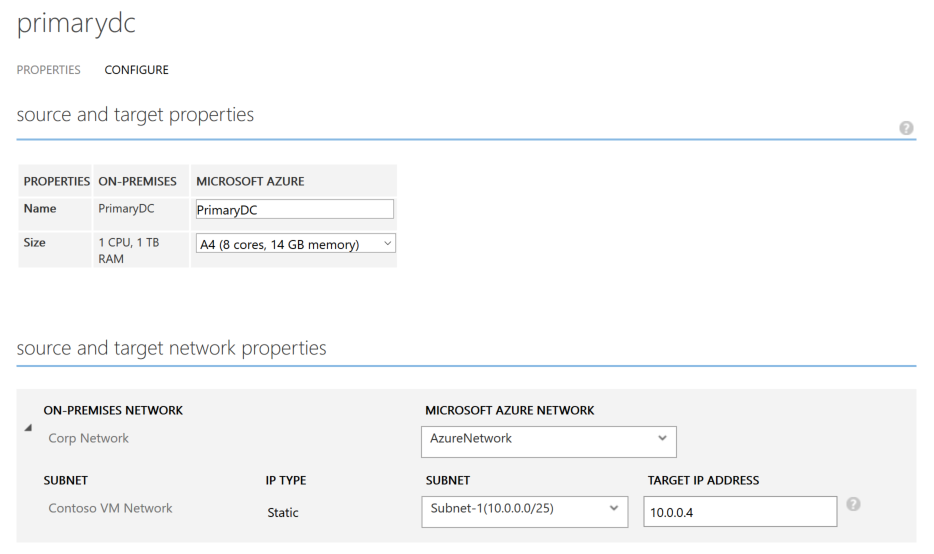 primarydc
PROPERTIES CONFIGURE
source and target properties
?
PROPERTIES ON-PREMISES MICROSOFT AZURE
Name PrimaryDC PrimaryDC
Size 1 CPU, 1 TB A4 (8 cores, 14 GB memory)
RAM
source and target network properties
ON-PREMISES NETWORK MICROSOFT AZURE NETWORK
Corp Network AzureNetwork
SUBNET IP TYPE SUBNET TARGET IP ADDRESS
Contoso VM Network Static Subnet-1(10.0.0.0/25) 10.0.0.4 ?